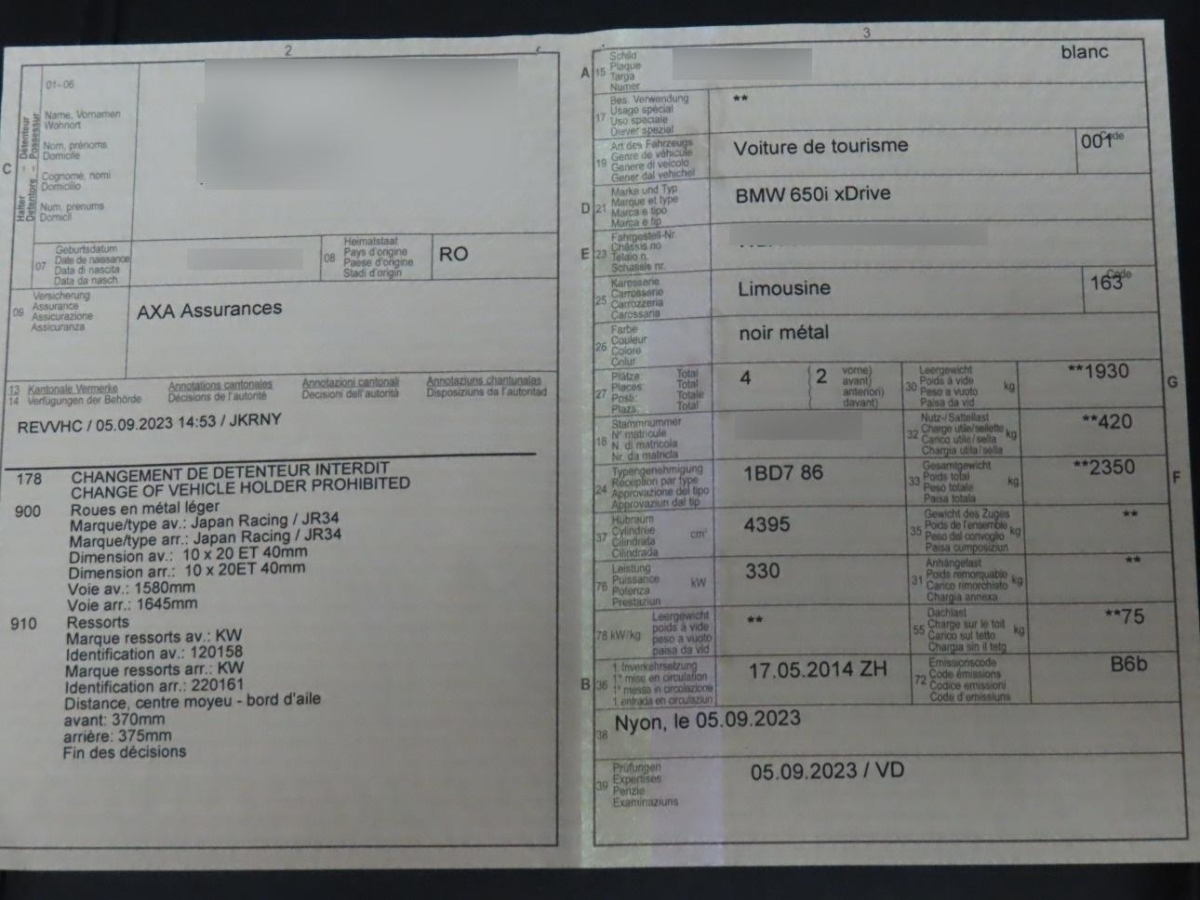 2
01-06
Name, Vornamen
Wohnort
Nom, prénoms
Domicile
Cognome, nomi
Domicilio
Num, prenums
Domicil
C
Halter - Détenteur
Detentore - Possessur
07
Geburtsdatum
Date de naissance
Data di nascita
Data da nasch.
08
Heimatstaat
Pays d'origine
Paese d'origine
Stadi d'origin
RO
09
Versicherung
Assurance
Assicurazione
Assicuranza
AXA Assurances
13 Kantonale Vermerke
14 Verfügungen der Behörde
Annotations cantonales
Décisions de l'autorité
Annotazioni cantonali
Decisioni dell'autorità
Annotaziuns chantunalas
Disposiziuns da l'autoritad
REVVHC / 05.09.2023 14:53 / JKRNY
178 CHANGEMENT DE DETENTEUR INTERDIT
CHANGE OF VEHICLE HOLDER PROHIBITED
900 Roues en métal léger
Marque/type av.: Japan Racing / JR34
Marque/type arr.: Japan Racing / JR34
Dimension av.: 10 x 20 ET 40mm
Dimension arr.: 10 x 20ET 40mm
Voie av.: 1580mm
Voie arr.: 1645mm
910 Ressorts
Marque ressorts av.: KW
Identification av.: 120158
Marque ressorts arr.: KW
Identification arr.: 220161
Distance, centre moyeu - bord d'aile
avant: 370mm
arrière: 375mm
Fin des décisions
3
A 15
Schild
Plaque
Targa
Numer
blanc
17
Bes. Verwendung
Usage spécial
Uso speciale
Diever spezial
**
19
Art des Fahrzeugs
Genre de véhicule
Genere di veicolo
Gener dal vehichel
Voiture de tourisme
Code
001
D 21
Marke und Typ
Marque et type
Marca e tipo
Marca e tip
BMW 650i xDrive
E 23
Fahrgestell-Nr.
Châssis no
Telaio n.
Schassis nr.
25
Karosserie
Carrosserie
Carrozzeria
Carossaria
Limousine
Code
163
26
Farbe
Couleur
Colore
Colur
noir métal
27
Plätze: Total
Places: Total
Posti: Totale
Plazs: Total
4
( 2 vorne)
( avant)
( anteriori)
( davant)
30
Leergewicht
Poids à vide
Peso a vuoto
Paisa da vid
kg
**1930
G
18
Stammnummer
N° matricule
N. di matricola
Nr. da matricla
32
Nutz-/Sattellast
Charge utile/sellette
Carico utile/sella
Chargia utila/sella
kg
**420
24
Typengenehmigung
Réception par type
Approvazione del tipo
Approvaziun dal tip
1BD7 86
33
Gesamtgewicht
Poids total
Peso totale
Paisa totala
kg
**2350
F
37
Hubraum
Cylindrée
Cilindrata
Cilindrada
cm³
4395
35
Gewicht des Zuges
Poids de l'ensemble
Peso del convoglio
Paisa cumposiziun
kg
**
76
Leistung
Puissance
Potenza
Prestaziun
kW
330
31
Anhängelast
Poids remorquable
Carico rimorchiato
Chargia annexa
kg
**
78 kW/kg
Leergewicht
poids à vide
peso a vuoto
paisa da vid
**
55
Dachlast
Charge sur le toit
Carico sul tetto
Chargia sin il tetg
kg
**75
B 36
1. Inverkehrsetzung
1re mise en circulation
1a messa in circolazione
1. entrada en circulaziun
17.05.2014 ZH
72
Emissionscode
Code émissions
Codice emissioni
Code d'emissiuns
B6b
38 Nyon, le 05.09.2023
39
Prüfungen
Expertises
Perizie
Examinaziuns
05.09.2023 / VD